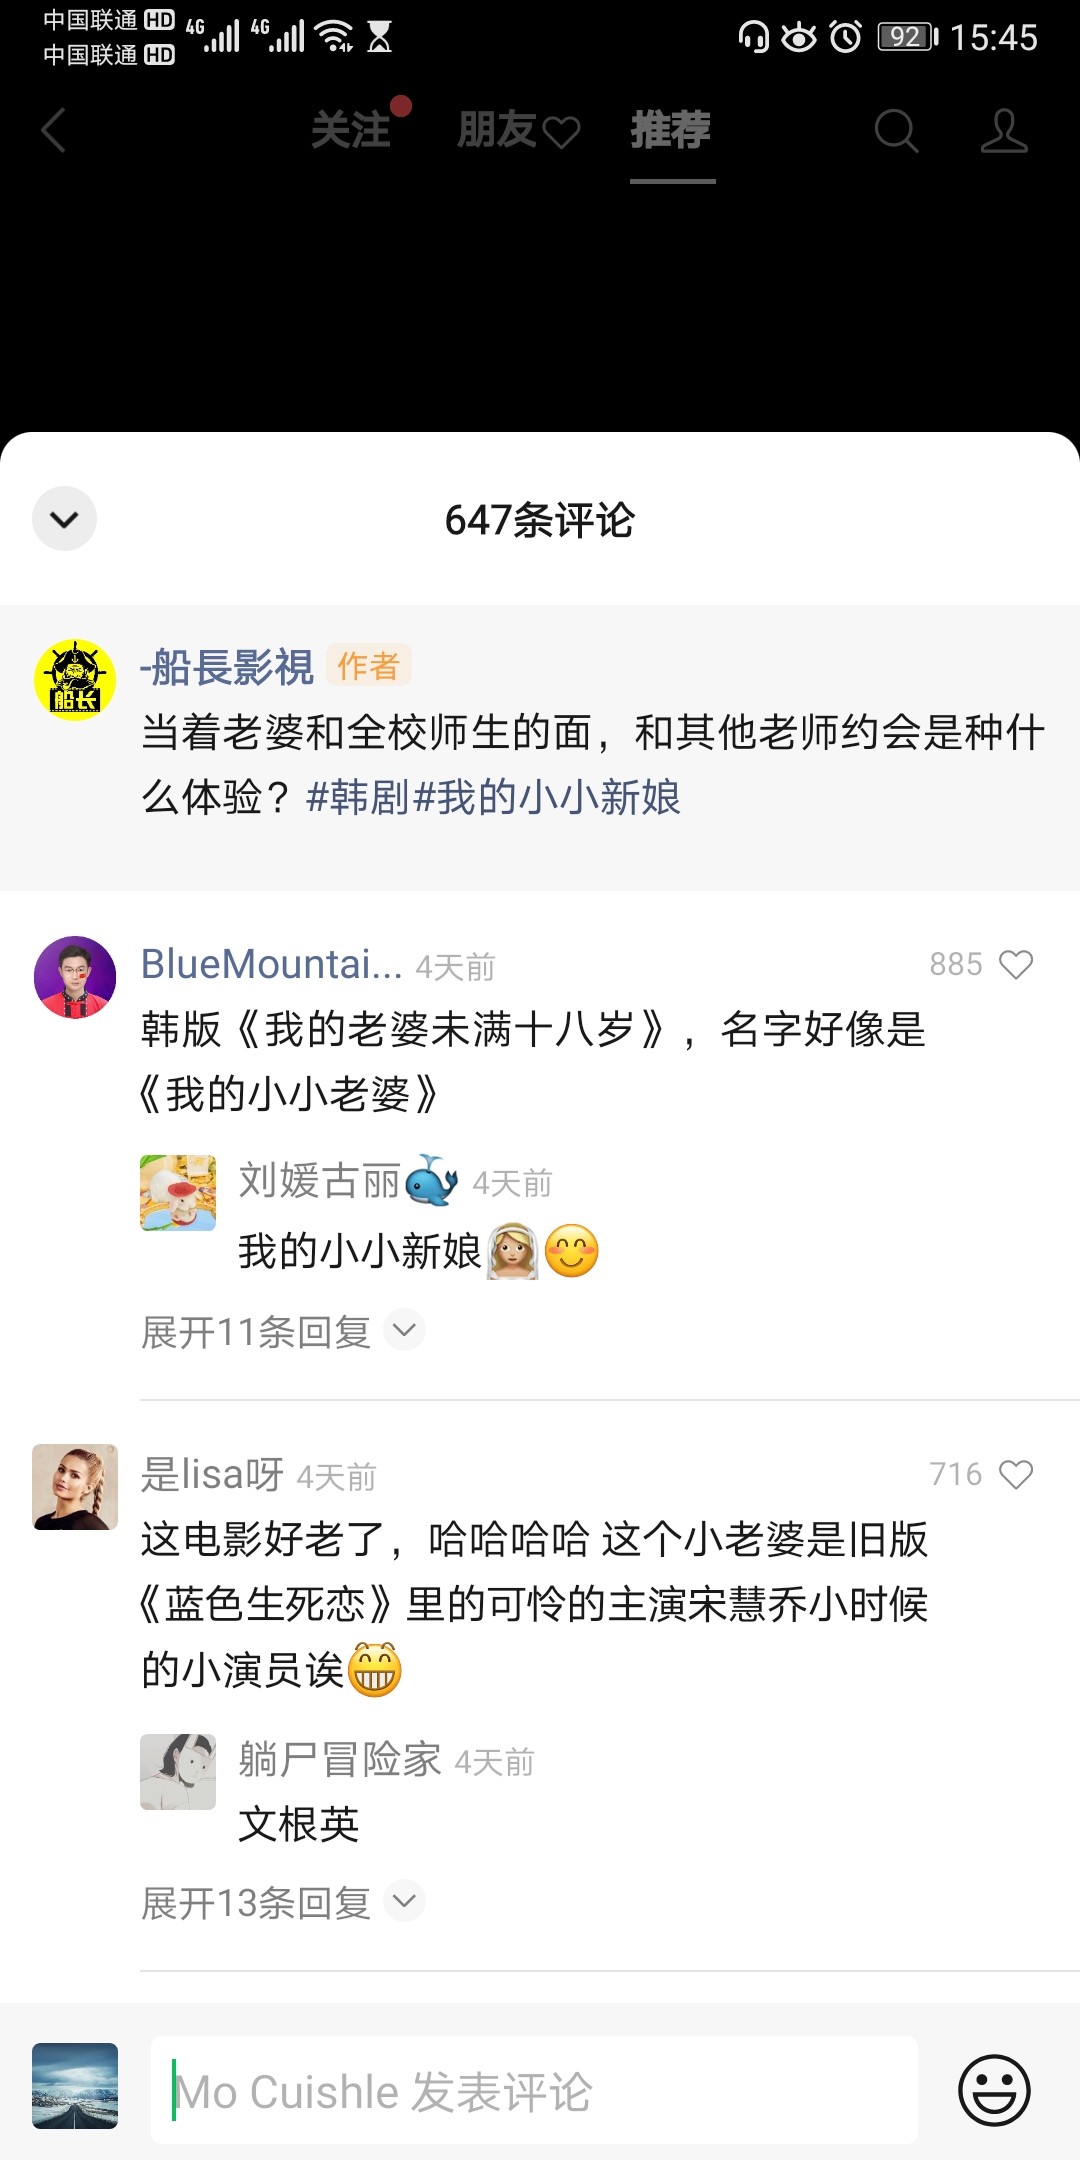 中国联通 HD 4G 4G 92 15:45
中国联通 HD
关注 朋友 推荐
647条评论
船长
-船長影視 作者
当着老婆和全校师生的面，和其他老师约会是种什
么体验？#韩剧#我的小小新娘
BlueMountai... 4天前 885
韩版《我的老婆未满十八岁》，名字好像是
《我的小小老婆》
刘媛古丽🐳 4天前
我的小小新娘👰😊
展开11条回复
是lisa呀 4天前 716
这电影好老了，哈哈哈哈 这个小老婆是旧版
《蓝色生死恋》里的可怜的主演宋慧乔小时候
的小演员诶😁
躺尸冒险家 4天前
文根英
展开13条回复
Mo Cuishle 发表评论